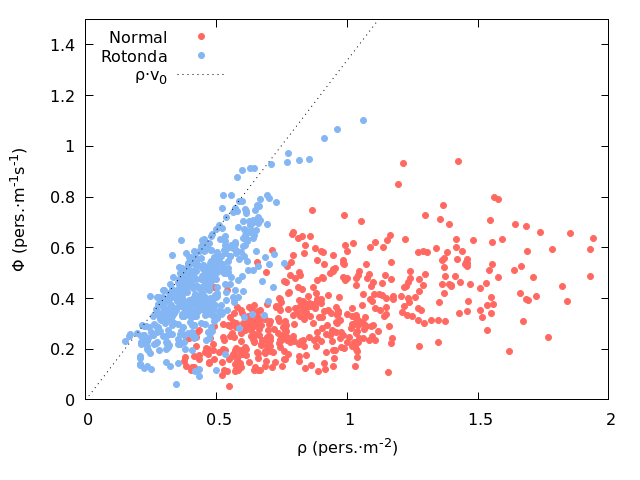 Normal
Rotonda
ρ·v₀
1.4
1.2
1
0.8
0.6
0.4
0.2
0
Φ (pers.·m⁻¹s⁻¹)
0 0.5 1 1.5 2
ρ (pers.·m⁻²)